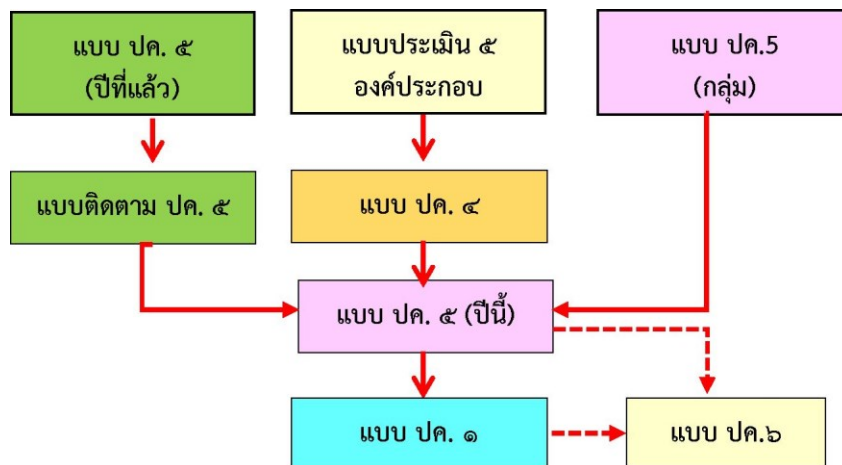 แบบ ปค. ๕
(ปีที่แล้ว)
แบบประเมิน ๕
องค์ประกอบ
แบบ ปค.5
(กลุ่ม)
แบบติดตาม ปค. ๕
แบบ ปค. ๔
แบบ ปค. ๕ (ปีนี้)
แบบ ปค. ๑
แบบ ปค.๖